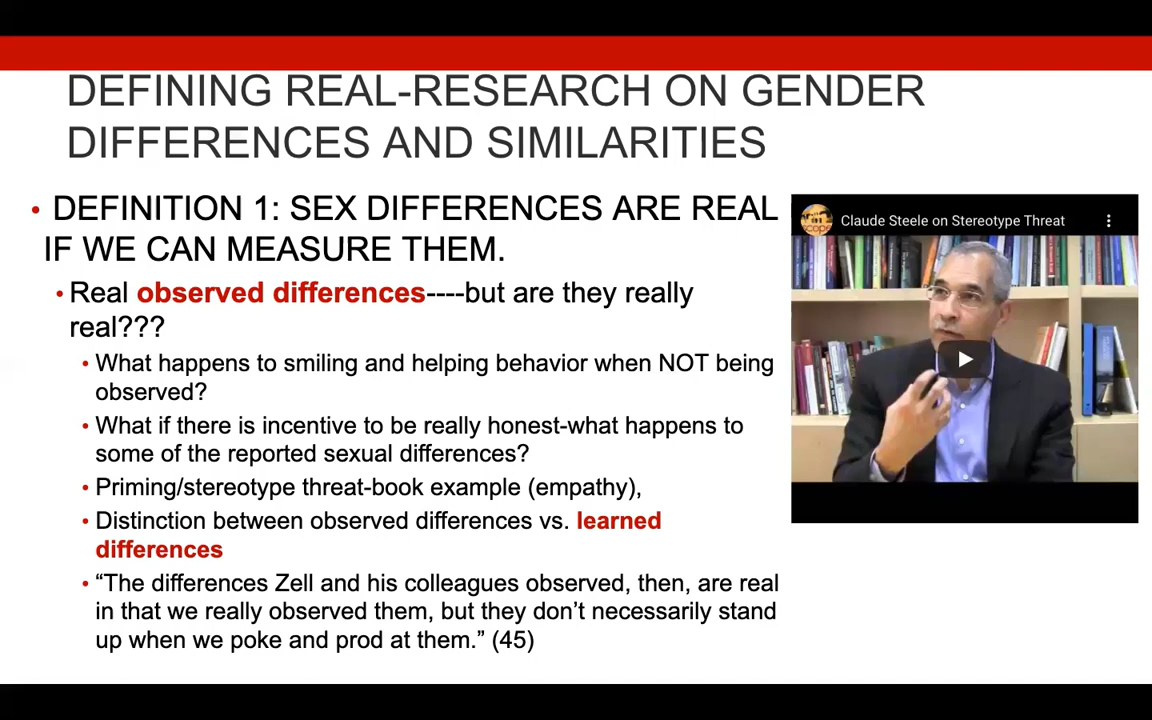 DEFINING REAL-RESEARCH ON GENDER
DIFFERENCES AND SIMILARITIES
• DEFINITION 1: SEX DIFFERENCES ARE REAL
IF WE CAN MEASURE THEM.
• Real observed differences----but are they really
real???
• What happens to smiling and helping behavior when NOT being
observed?
• What if there is incentive to be really honest-what happens to
some of the reported sexual differences?
• Priming/stereotype threat-book example (empathy),
• Distinction between observed differences vs. learned
differences
• “The differences Zell and his colleagues observed, then, are real
in that we really observed them, but they don’t necessarily stand
up when we poke and prod at them.” (45)
Claude Steele on Stereotype Threat